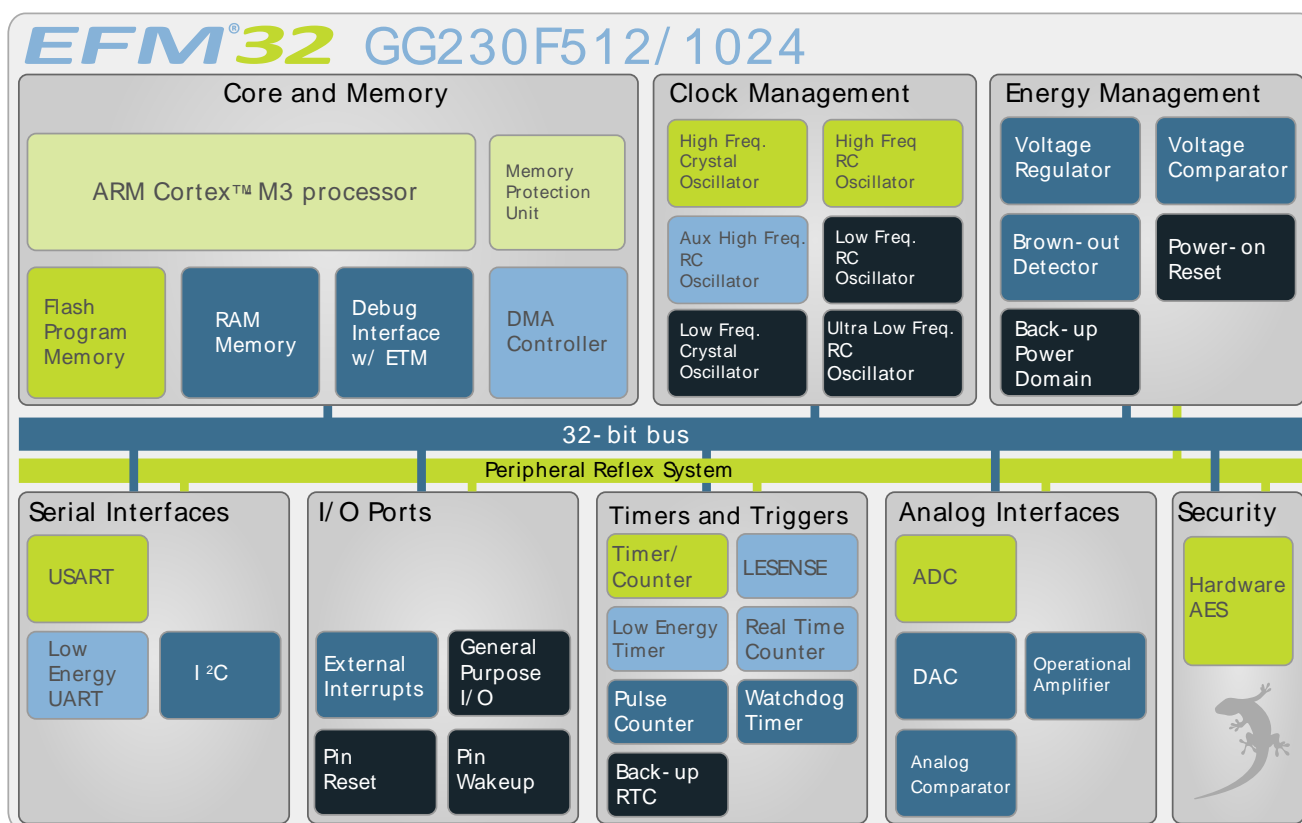 EFM®32 GG230F512/1024
Core and Memory
ARM Cortex™ M3 processor
Memory
Protection
Unit
Flash
Program
Memory
RAM
Memory
Debug
Interface
w/ ETM
DMA
Controller
Clock Management
High Freq.
Crystal
Oscillator
High Freq
RC
Oscillator
Aux High Freq.
RC
Oscillator
Low Freq.
RC
Oscillator
Low Freq.
Crystal
Oscillator
Ultra Low Freq.
RC
Oscillator
Energy Management
Voltage
Regulator
Voltage
Comparator
Brown-out
Detector
Power-on
Reset
Back-up
Power
Domain
32-bit bus
Peripheral Reflex System
Serial Interfaces
USART
Low
Energy
UART
I²C
I/O Ports
External
Interrupts
General
Purpose
I/O
Pin
Reset
Pin
Wakeup
Timers and Triggers
Timer/
Counter
LESENSE
Low Energy
Timer
Real Time
Counter
Pulse
Counter
Watchdog
Timer
Back-up
RTC
Analog Interfaces
ADC
DAC
Operational
Amplifier
Analog
Comparator
Security
Hardware
AES